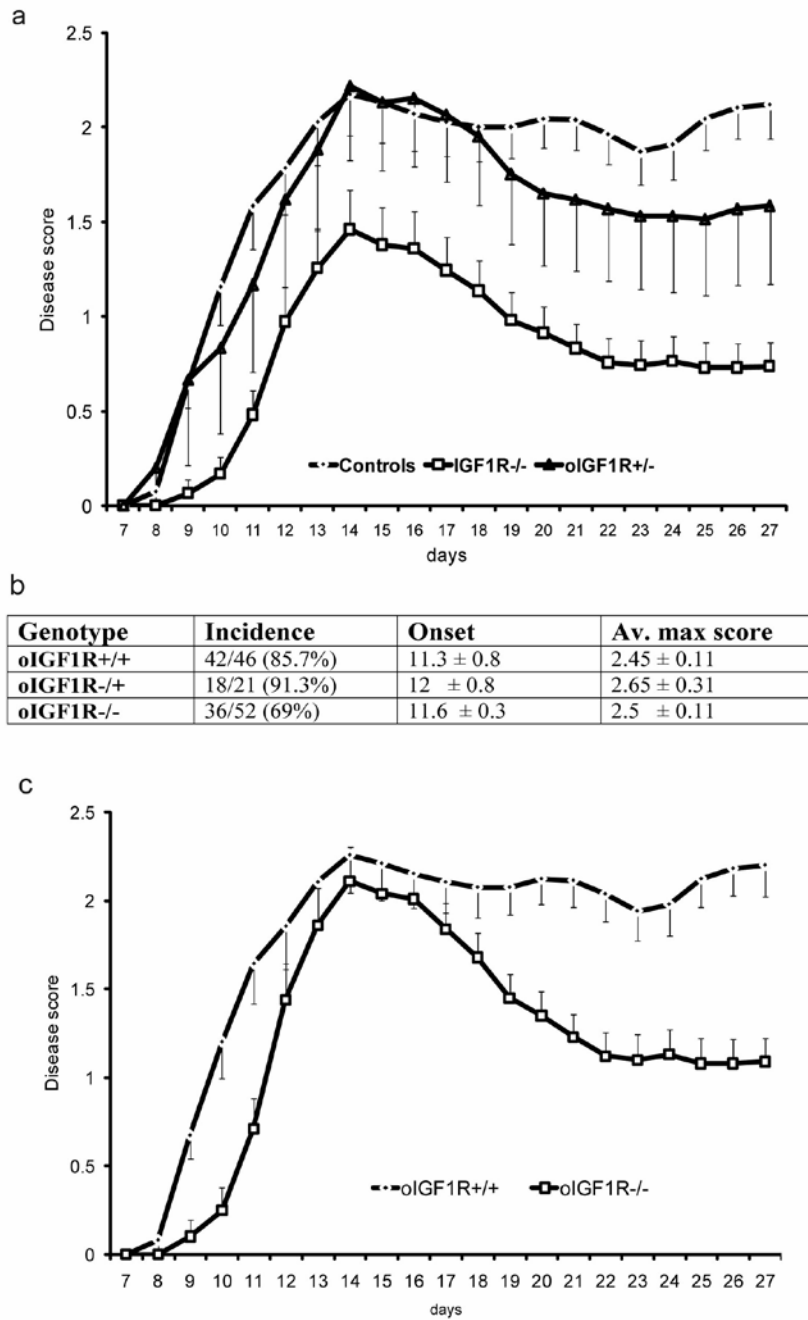 a
2.5
2
1.5
1
0.5
0
Disease score
Controls IGF1R-/- oIGF1R+/-
7 8 9 10 11 12 13 14 15 16 17 18 19 20 21 22 23 24 25 26 27
days
b
Genotype Incidence Onset Av. max score
oIGF1R+/+ 42/46 (85.7%) 11.3 ± 0.8 2.45 ± 0.11
oIGF1R-/+ 18/21 (91.3%) 12 ± 0.8 2.65 ± 0.31
oIGF1R-/- 36/52 (69%) 11.6 ± 0.3 2.5 ± 0.11
c
2.5
2
1.5
1
0.5
0
Disease score
oIGF1R+/+ oIGF1R-/-
7 8 9 10 11 12 13 14 15 16 17 18 19 20 21 22 23 24 25 26 27
days